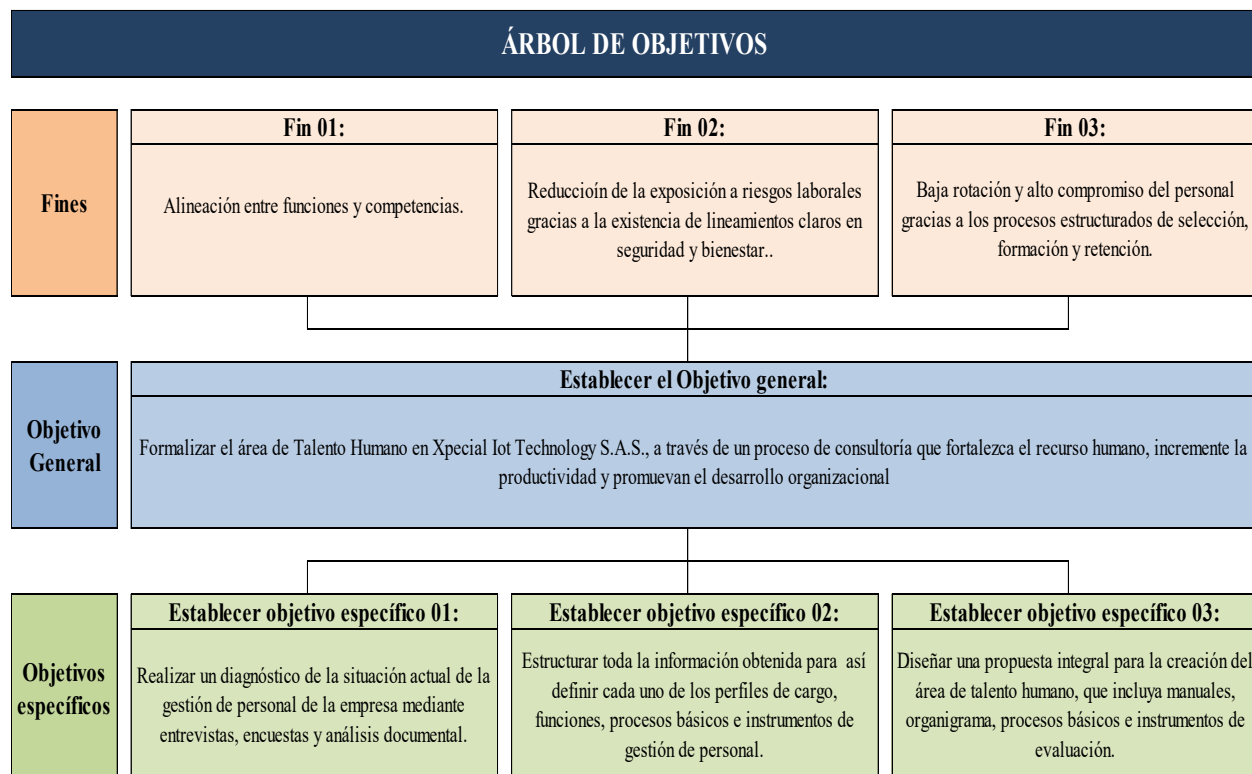 ÁRBOL DE OBJETIVOS
Fines
Fin 01:
Alineación entre funciones y competencias.
Fin 02:
Reduccioín de la exposición a riesgos laborales
gracias a la existencia de lineamientos claros en
seguridad y bienestar..
Fin 03:
Baja rotación y alto compromiso del personal
gracias a los procesos estructurados de selección,
formación y retención.
Objetivo
General
Establecer el Objetivo general:
Formalizar el área de Talento Humano en Xpecial Iot Technology S.A.S., a través de un proceso de consultoría que fortalezca el recurso humano, incremente la
productividad y promuevan el desarrollo organizacional
Objetivos
específicos
Establecer objetivo específico 01:
Realizar un diagnóstico de la situación actual de la
gestión de personal de la empresa mediante
entrevistas, encuestas y análisis documental.
Establecer objetivo específico 02:
Estructurar toda la información obtenida para así
definir cada uno de los perfiles de cargo,
funciones, procesos básicos e instrumentos de
gestión de personal.
Establecer objetivo específico 03:
Diseñar una propuesta integral para la creación del
área de talento humano, que incluya manuales,
organigrama, procesos básicos e instrumentos de
evaluación.